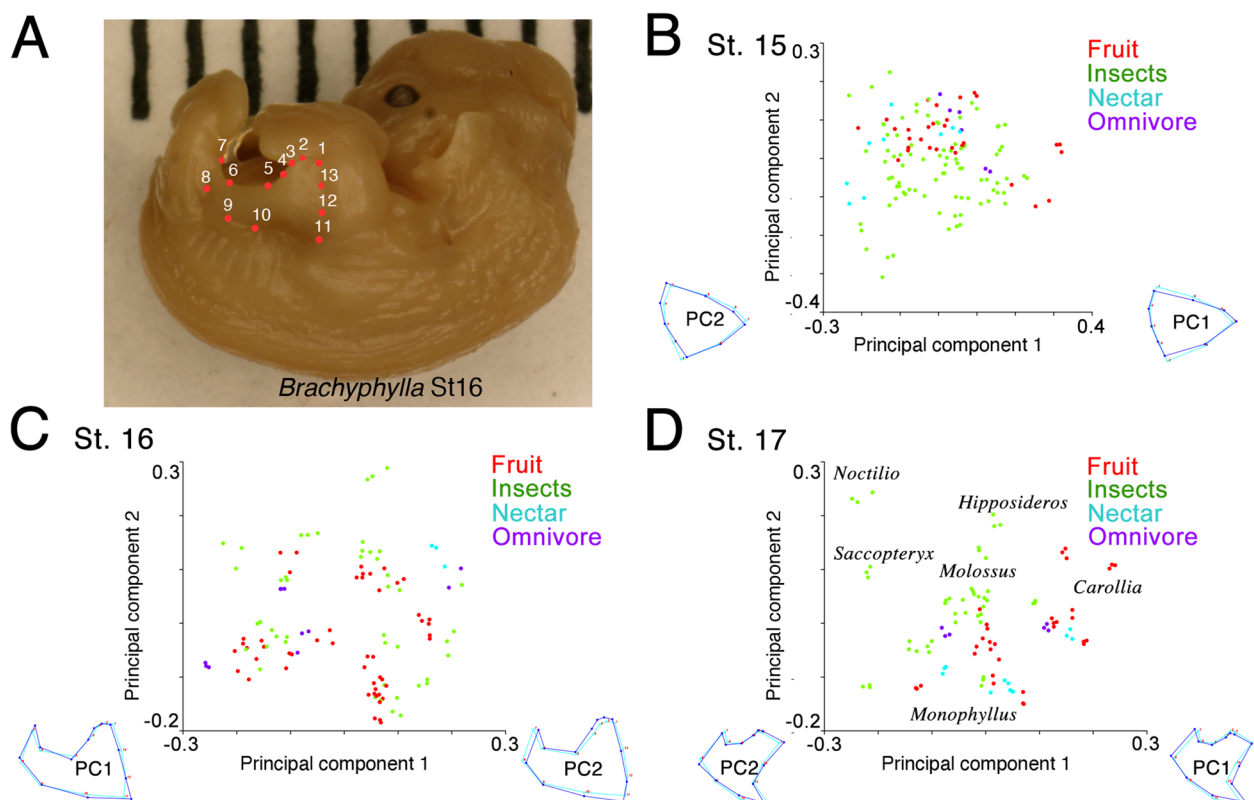 A
7
8
6
9
10
5
4
3
2
1
13
12
11
Brachyphylla St16
B
St. 15
0.3
Fruit
Insects
Nectar
Omnivore
Principal component 2
-0.4
-0.3
0.4
Principal component 1
PC2
PC1
C
St. 16
0.3
Fruit
Insects
Nectar
Omnivore
Principal component 2
-0.2
-0.3
0.3
Principal component 1
PC1
PC2
D
St. 17
0.3
Noctilio
Hipposideros
Saccopteryx
Molossus
Carollia
Monophyllus
Fruit
Insects
Nectar
Omnivore
Principal component 2
-0.2
-0.3
0.3
Principal component 1
PC2
PC1